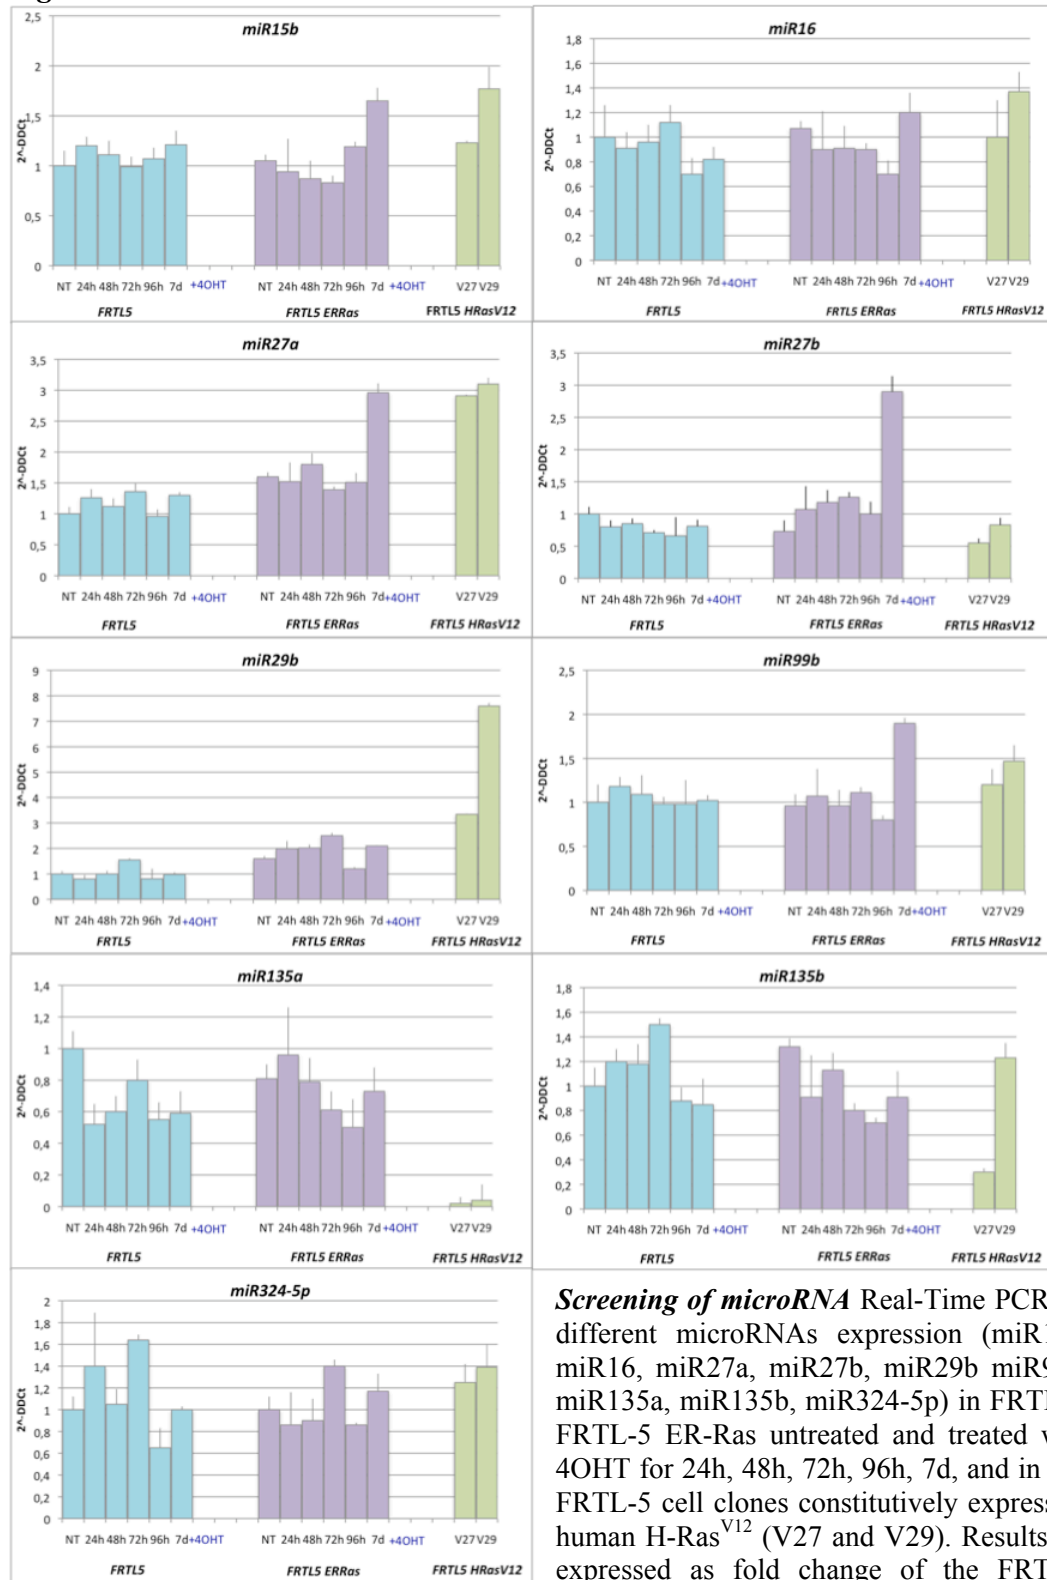 miR15b
2,5
2
1,5
1
0,5
0
2^-DDCt
NT 24h 48h 72h 96h 7d +4OHT
NT 24h 48h 72h 96h 7d +4OHT
V27 V29
FRTL5
FRTL5 ERRas
FRTL5 HRasV12
miR16
1,8
1,6
1,4
1,2
1
0,8
0,6
0,4
0,2
0
2^-DDCt
NT 24h 48h 72h 96h 7d +4OHT
NT 24h 48h 72h 96h 7d +4OHT
V27 V29
FRTL5
FRTL5 ERRas
FRTL5 HRasV12
miR27a
3,5
3
2,5
2
1,5
1
0,5
0
2^-DDCt
NT 24h 48h 72h 96h 7d +4OHT
NT 24h 48h 72h 96h 7d +4OHT
V27 V29
FRTL5
FRTL5 ERRas
FRTL5 HRasV12
miR27b
3,5
3
2,5
2
1,5
1
0,5
0
2^-DDCt
NT 24h 48h 72h 96h 7d +4OHT
NT 24h 48h 72h 96h 7d +4OHT
V27 V29
FRTL5
FRTL5 ERRas
FRTL5 HRasV12
miR29b
9
8
7
6
5
4
3
2
1
0
2^-DDCt
NT 24h 48h 72h 96h 7d +4OHT
NT 24h 48h 72h 96h 7d +4OHT
V27 V29
FRTL5
FRTL5 ERRas
FRTL5 HRasV12
miR99b
2,5
2
1,5
1
0,5
0
2^-DDCt
NT 24h 48h 72h 96h 7d +4OHT
NT 24h 48h 72h 96h 7d +4OHT
V27 V29
FRTL5
FRTL5 ERRas
FRTL5 HRasV12
miR135a
1,4
1,2
1
0,8
0,6
0,4
0,2
0
2^-DDCt
NT 24h 48h 72h 96h 7d +4OHT
NT 24h 48h 72h 96h 7d +4OHT
V27 V29
FRTL5
FRTL5 ERRas
FRTL5 HRasV12
miR135b
1,8
1,6
1,4
1,2
1
0,8
0,6
0,4
0,2
0
2^-DDCt
NT 24h 48h 72h 96h 7d +4OHT
NT 24h 48h 72h 96h 7d +4OHT
V27 V29
FRTL5
FRTL5 ERRas
FRTL5 HRasV12
miR324-5p
2
1,8
1,6
1,4
1,2
1
0,8
0,6
0,4
0,2
0
2^-DDCt
NT 24h 48h 72h 96h 7d +4OHT
NT 24h 48h 72h 96h 7d +4OHT
V27 V29
FRTL5
FRTL5 ERRas
FRTL5 HRasV12
Screening of microRNA Real-Time PCR
different microRNAs expression (miR1
miR16, miR27a, miR27b, miR29b miR9
miR135a, miR135b, miR324-5p) in FRTL
FRTL-5 ER-Ras untreated and treated
4OHT for 24h, 48h, 72h, 96h, 7d, and in
FRTL-5 cell clones constitutively express
human H-Ras^V12 (V27 and V29). Results
expressed as fold change of the FRT